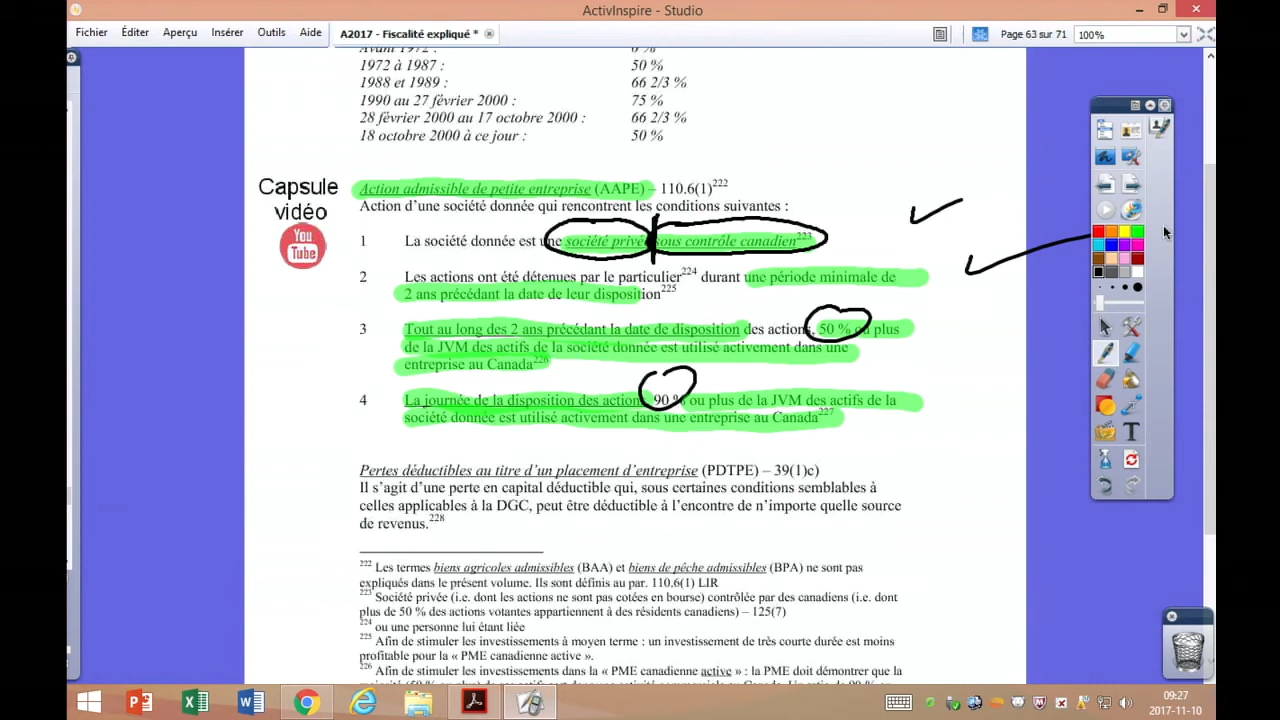 ActivInspire - Studio
Fichier Éditer Aperçu Insérer Outils Aide A2017 - Fiscalité expliqué * Page 63 sur 71 100%
Avant 1972 : 0 %
1972 à 1987 : 50 %
1988 et 1989 : 66 2/3 %
1990 au 27 février 2000 : 75 %
28 février 2000 au 17 octobre 2000 : 66 2/3 %
18 octobre 2000 à ce jour : 50 %
Capsule
vidéo
You
Tube
Action admissible de petite entreprise (AAPE) – 110.6(1)222
Action d'une société donnée qui rencontrent les conditions suivantes :
1 La société donnée est une société privée sous contrôle canadien223
2 Les actions ont été détenues par le particulier224 durant une période minimale de
2 ans précédant la date de leur disposition225
3 Tout au long des 2 ans précédant la date de disposition des actions, 50 % ou plus
de la JVM des actifs de la société donnée est utilisé activement dans une
entreprise au Canada226
4 La journée de la disposition des actions, 90 % ou plus de la JVM des actifs de la
société donnée est utilisé activement dans une entreprise au Canada227
Pertes déductibles au titre d'un placement d'entreprise (PDTPE) – 39(1)c)
Il s'agit d'une perte en capital déductible qui, sous certaines conditions semblables à
celles applicables à la DGC, peut être déductible à l'encontre de n'importe quelle source
de revenus.228
222 Les termes biens agricoles admissibles (BAA) et biens de pêche admissibles (BPA) ne sont pas
expliqués dans le présent volume. Ils sont définis au par. 110.6(1) LIR
223 Société privée (i.e. dont les actions ne sont pas cotées en bourse) contrôlée par des canadiens (i.e. dont
plus de 50 % des actions votantes appartiennent à des résidents canadiens) – 125(7)
224 ou une personne lui étant liée
225 Afin de stimuler les investissements à moyen terme : un investissement de très courte durée est moins
profitable pour la « PME canadienne active ».
226 Afin de stimuler les investissements dans la « PME canadienne active » : la PME doit démontrer que la
09:27
2017-11-10